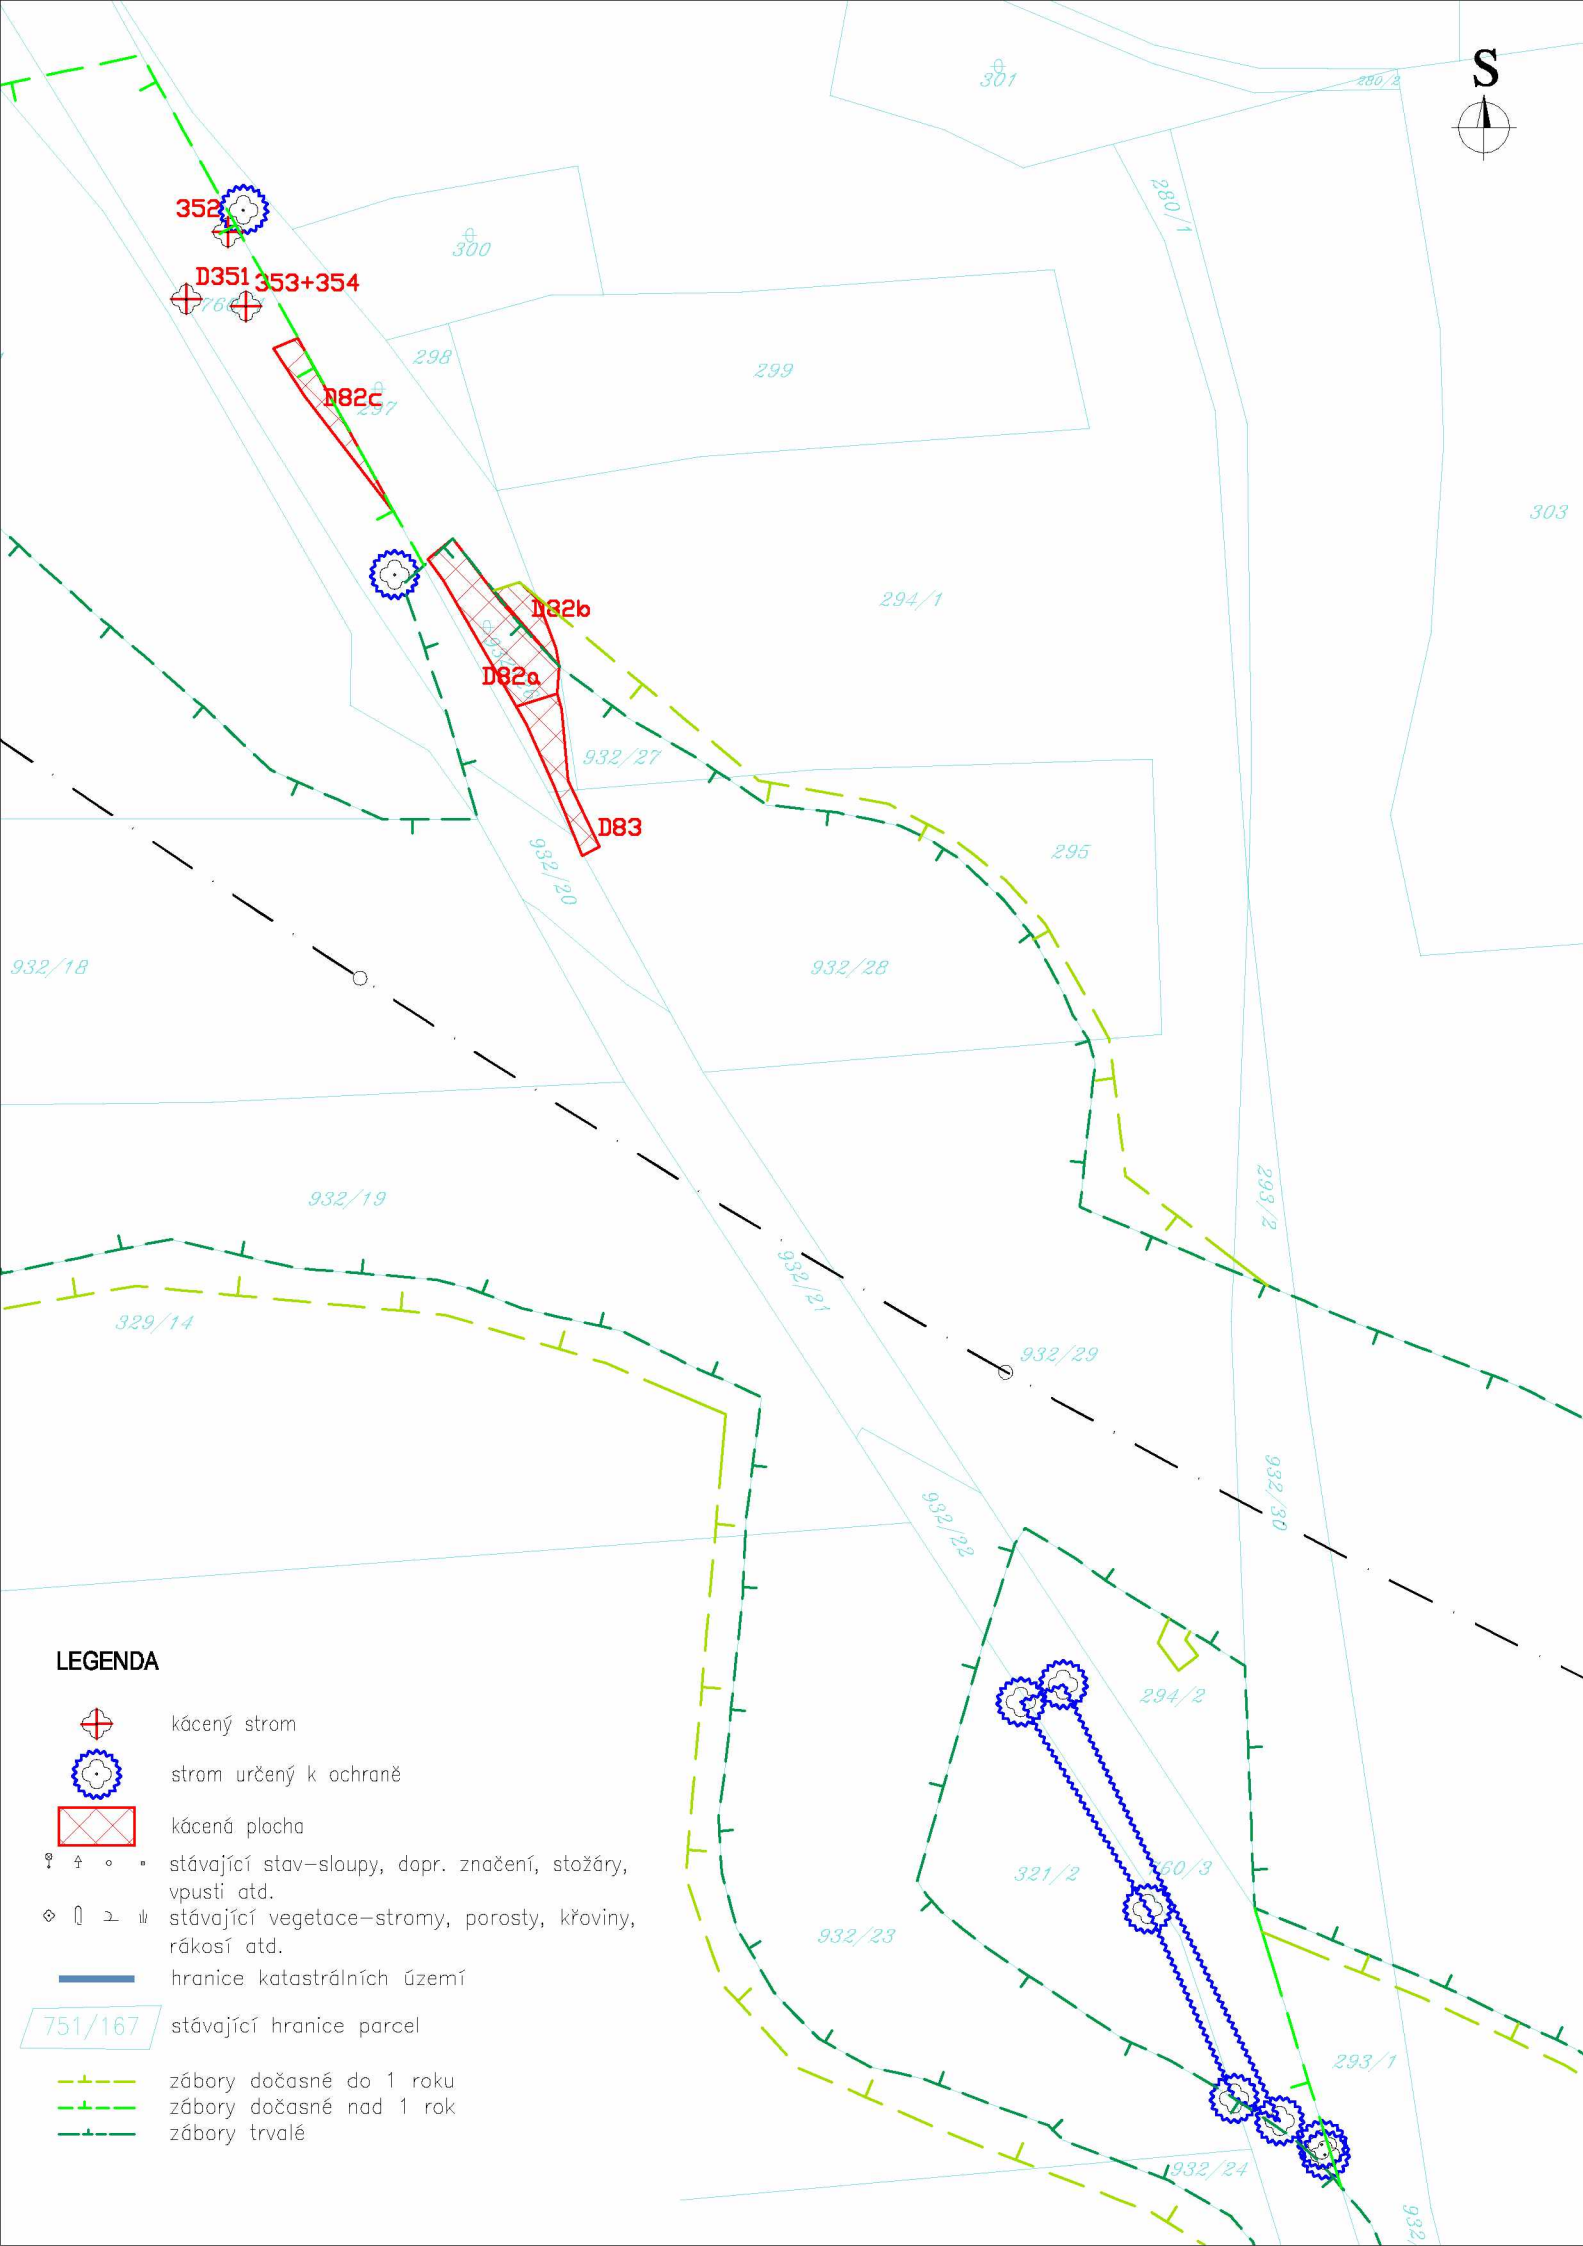 S
301
280/2
280/1
352
300
D351
353+354
298
299
D82c
297
303
294/1
D82b
D82a
932/27
D83
295
932/20
932/18
932/28
932/19
293/2
932/21
329/14
932/29
932/30
932/22
LEGENDA
294/2
kácený strom
strom určený k ochraně
kácená plocha
stávající stav-sloupy, dopr. značení, stožáry,
vpusti atd.
321/2
760/3
stávající vegetace-stromy, porosty, křoviny,
rákosí atd.
932/23
hranice katastrálních území
751/167
stávající hranice parcel
293/1
zábory dočasné do 1 roku
zábory dočasné nad 1 rok
zábory trvalé
932/24